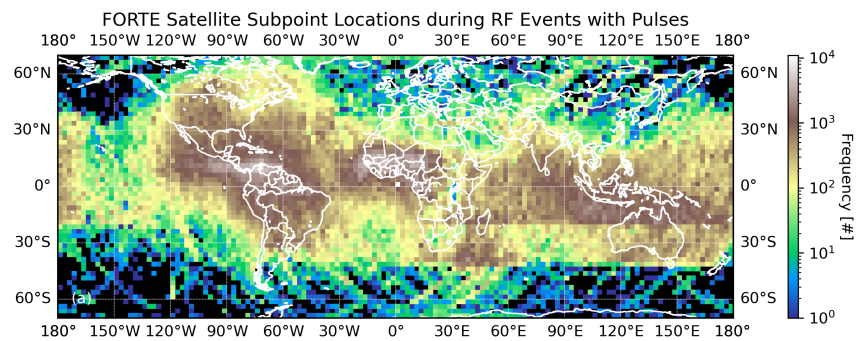 FORTE Satellite Subpoint Locations during RF Events with Pulses
180° 150°W 120°W 90°W 60°W 30°W 0° 30°E 60°E 90°E 120°E 150°E 180°
60°N 60°N 10⁴
30°N 30°N 10³
0° 0° 10²
30°S 30°S 10¹
60°S (a) 60°S 10⁰
Frequency [#]
180° 150°W 120°W 90°W 60°W 30°W 0° 30°E 60°E 90°E 120°E 150°E 180°